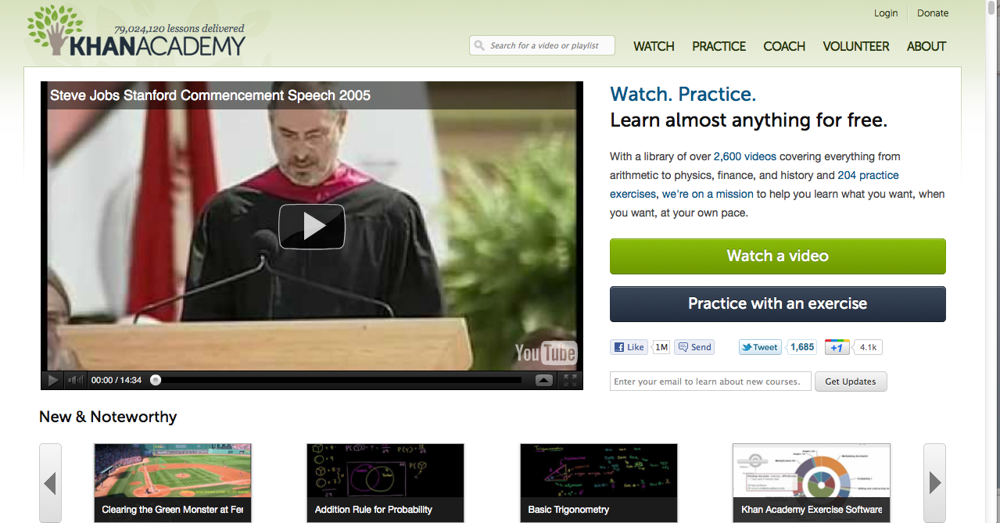 Login
Donate
79,024,120 lessons delivered
KHANACADEMY
Search for a video or playlist
WATCH
PRACTICE
COACH
VOLUNTEER
ABOUT
Steve Jobs Stanford Commencement Speech 2005
YouTube
00:00 / 14:34
Watch. Practice.
Learn almost anything for free.
With a library of over 2,600 videos covering everything from
arithmetic to physics, finance, and history and 204 practice
exercises, we're on a mission to help you learn what you want, when
you want, at your own pace.
Watch a video
Practice with an exercise
Like
1M
Send
Tweet
1,685
+1
4.1k
Enter your email to learn about new courses.
Get Updates
New & Noteworthy
Clearing the Green Monster at Fer
Addition Rule for Probability
Trigonometry
Basic Trigonometry
Khan Academy Exercise Software